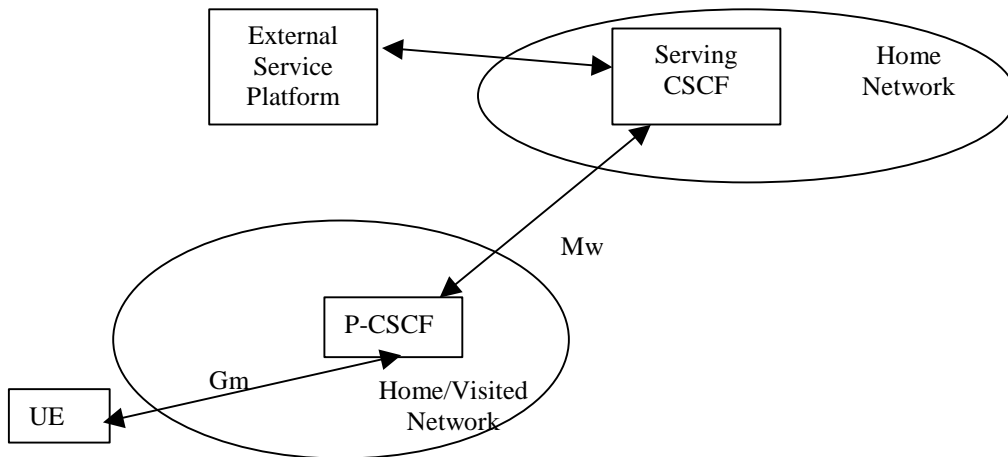 External
Service
Platform
Serving
CSCF
Home
Network
Mw
P-CSCF
Gm
Home/Visited
Network
UE